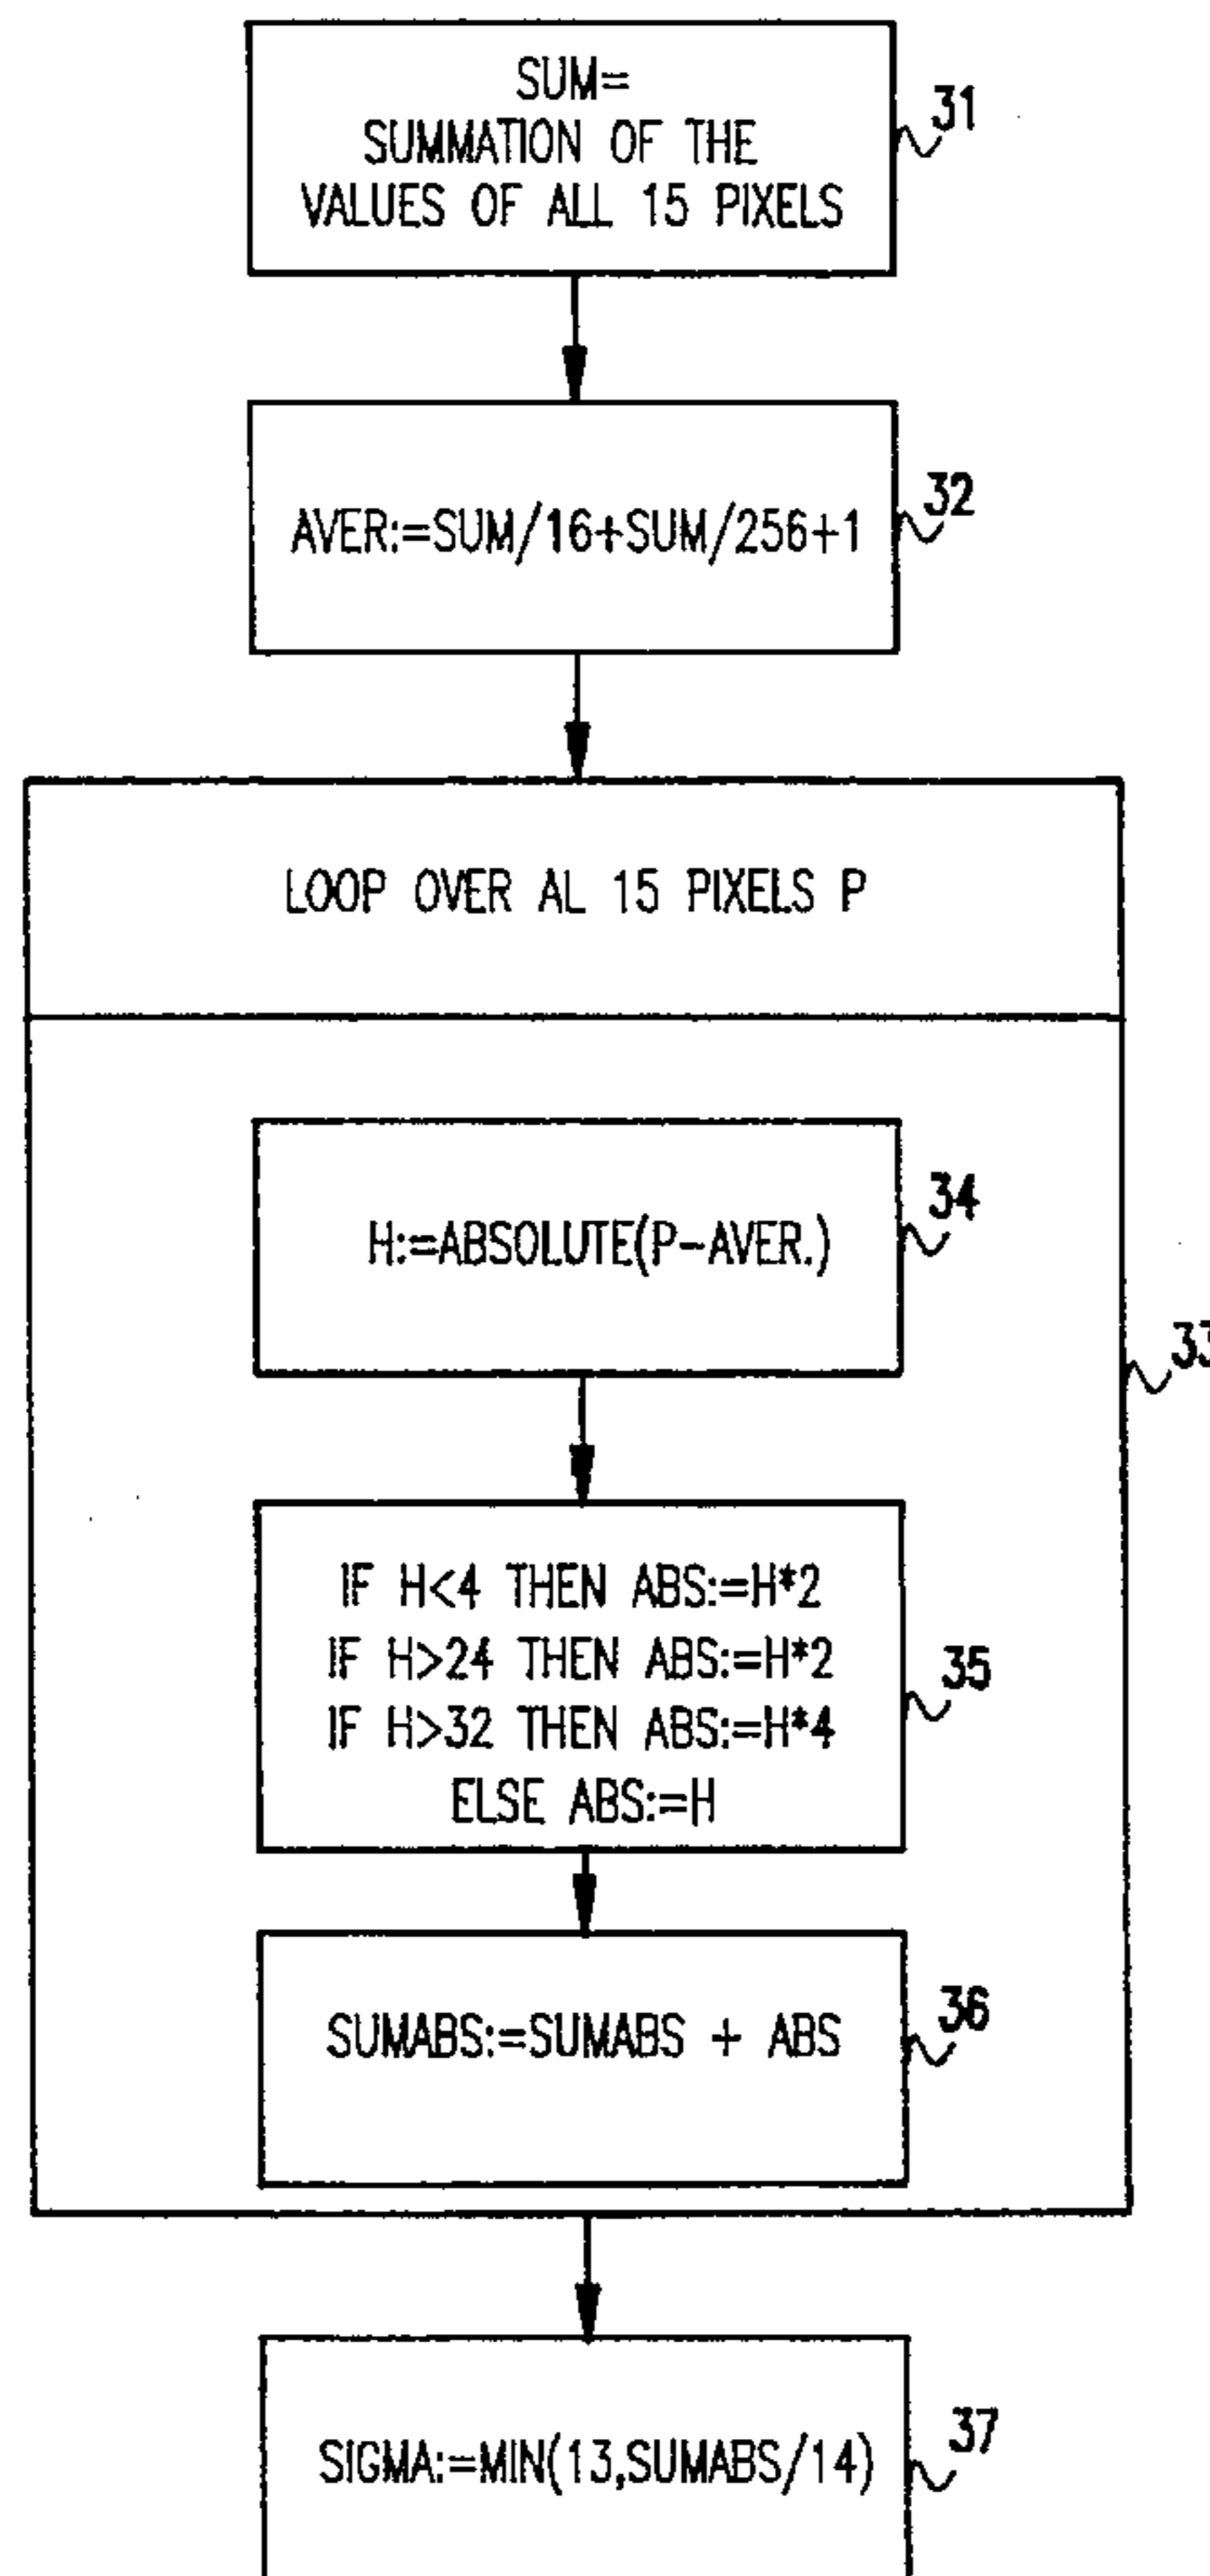 SUM=
SUMMATION OF THE
VALUES OF ALL 15 PIXELS
31
AVER:=SUM/16+SUM/256+1
32
LOOP OVER AL 15 PIXELS P
H:=ABSOLUTE(P-AVER.)
34
33
IF H<4 THEN ABS:=H*2
IF H>24 THEN ABS:=H*2
IF H>32 THEN ABS:=H*4
ELSE ABS:=H
35
SUMABS:=SUMABS + ABS
36
SIGMA:=MIN(13,SUMABS/14)
37